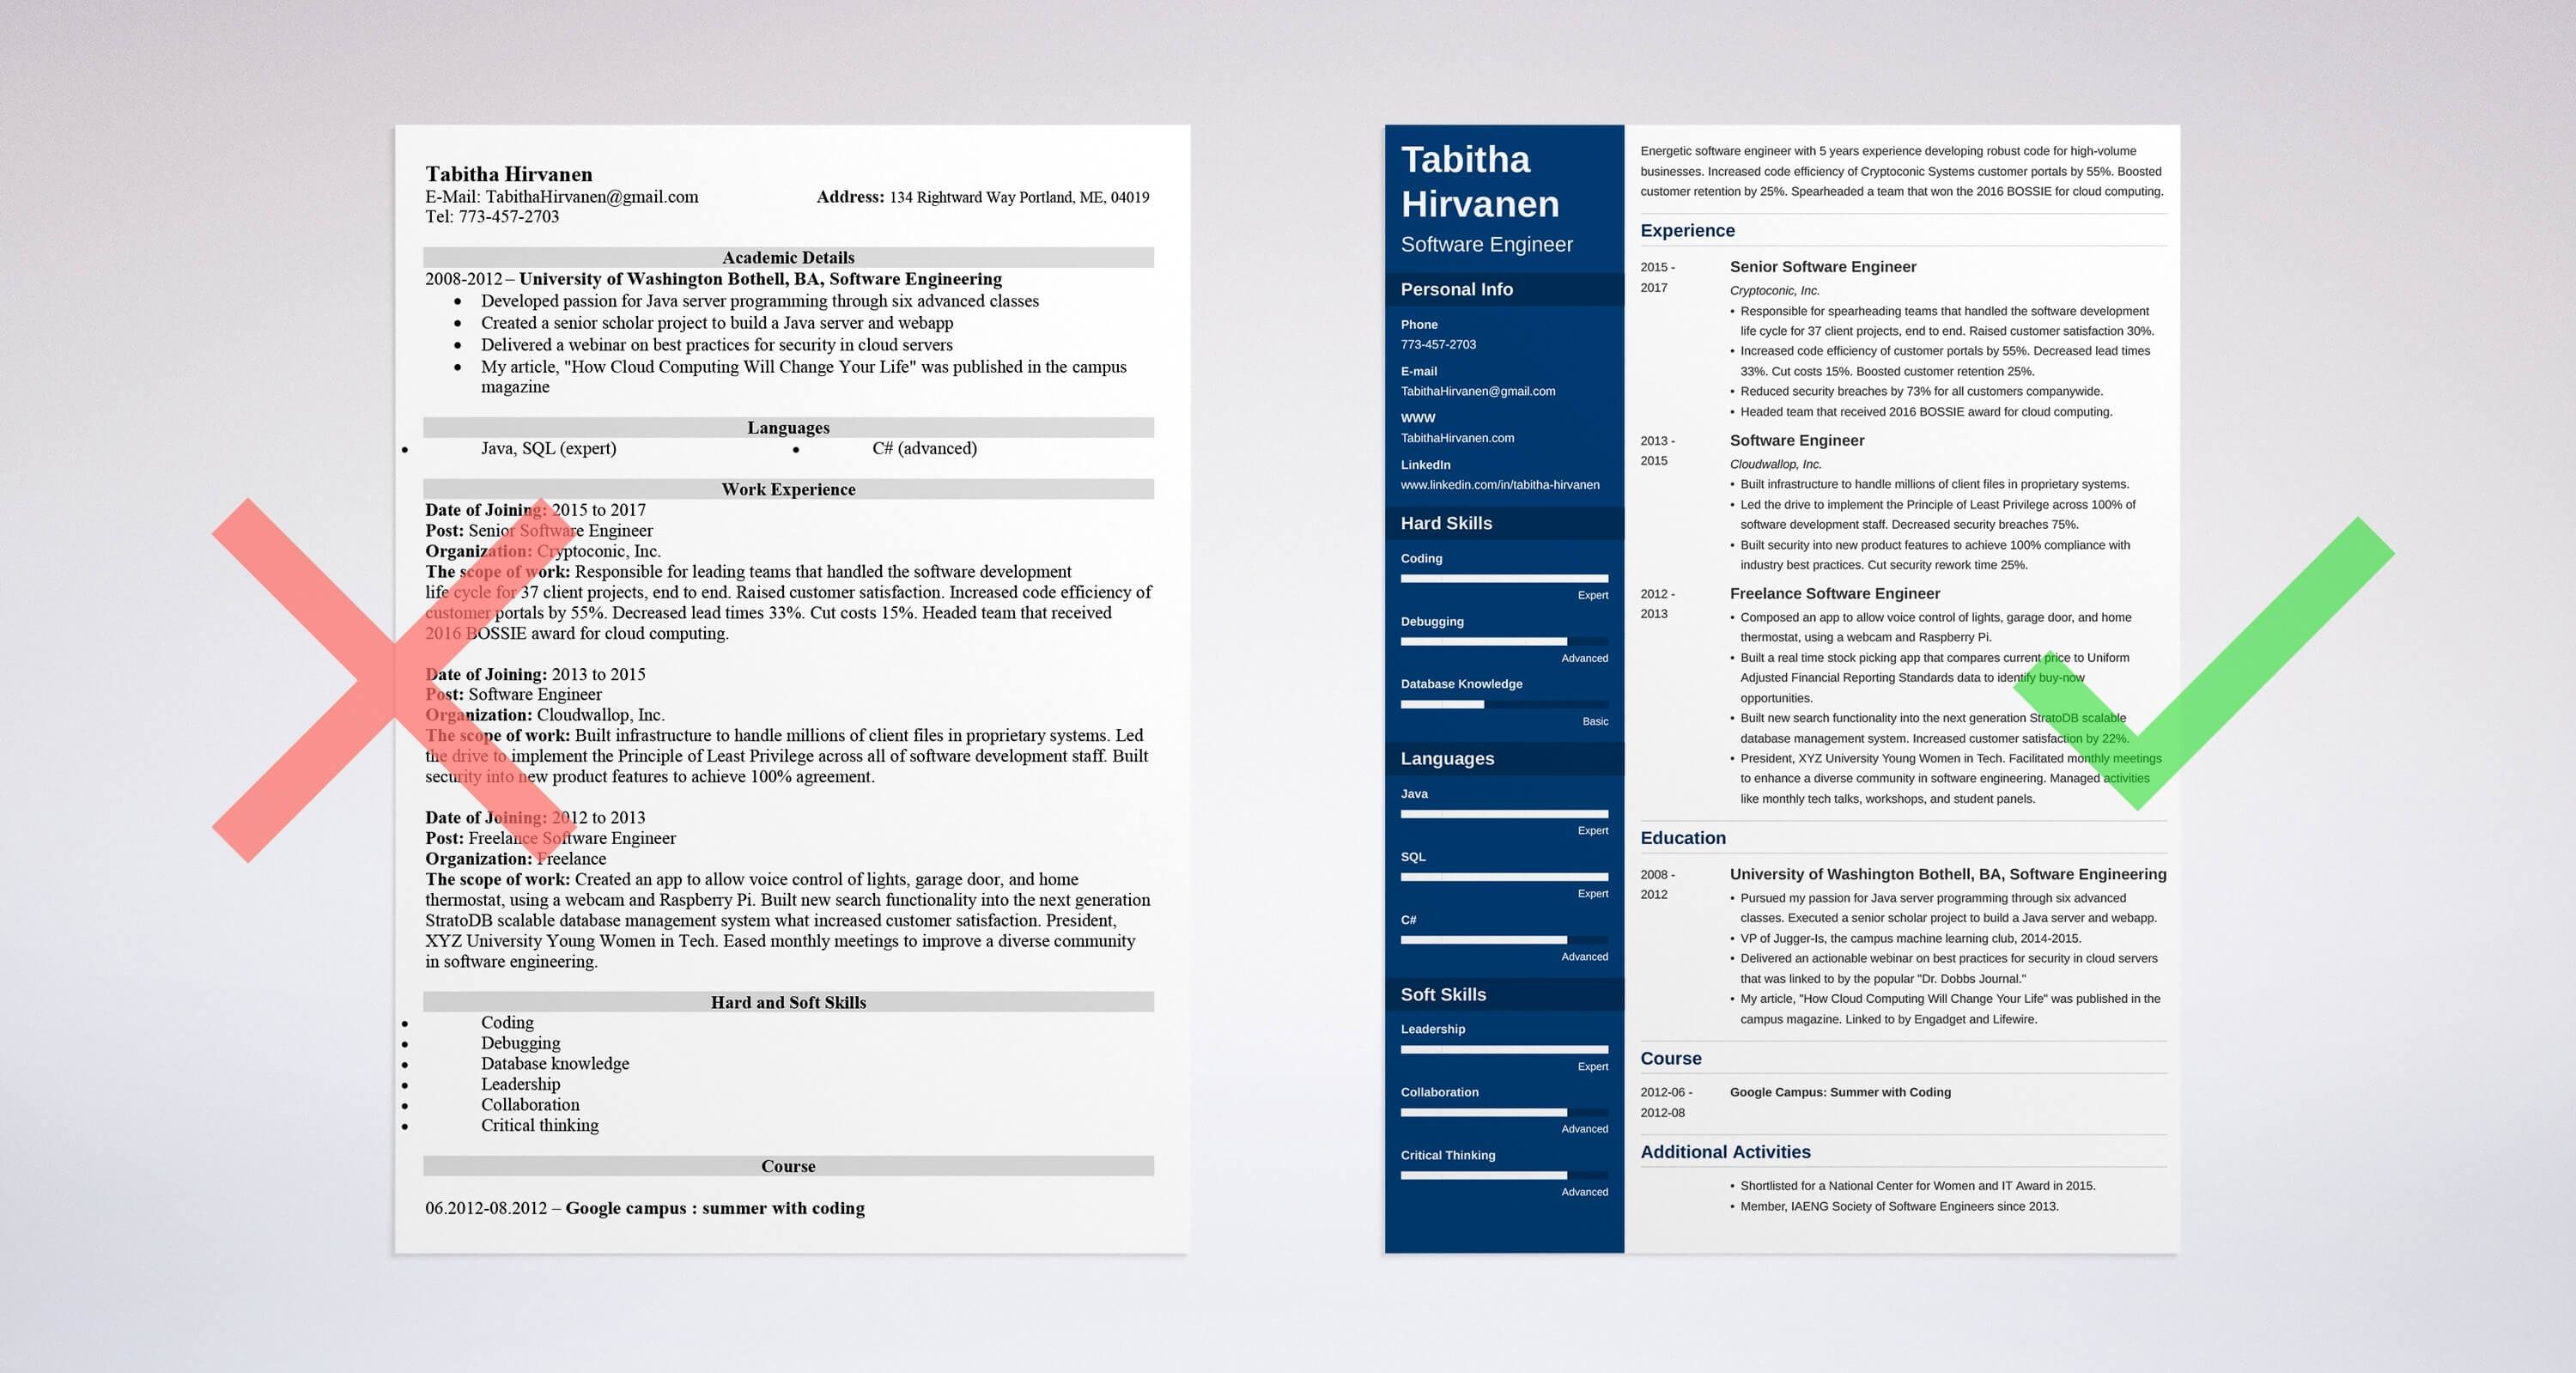 Tabitha Hirvanen
E-Mail: TabithaHirvanen@gmail.com
Address: 134 Rightward Way Portland, ME, 04019
Tel: 773-457-2703
Academic Details
2008-2012 – University of Washington Bothell, BA, Software Engineering
• Developed passion for Java server programming through six advanced classes
• Created a senior scholar project to build a Java server and webapp
• Delivered a webinar on best practices for security in cloud servers
• My article, "How Cloud Computing Will Change Your Life" was published in the campus
magazine
Languages
• Java, SQL (expert)
• C# (advanced)
Work Experience
Date of Joining: 2015 to 2017
Post: Senior Software Engineer
Organization: Cryptoconic, Inc.
The scope of work: Responsible for leading teams that handled the software development
life cycle for 37 client projects, end to end. Raised customer satisfaction. Increased code efficiency of
customer portals by 55%. Decreased lead times 33%. Cut costs 15%. Headed team that received
2016 BOSSIE award for cloud computing.
Date of Joining: 2013 to 2015
Post: Software Engineer
Organization: Cloudwallop, Inc.
The scope of work: Built infrastructure to handle millions of client files in proprietary systems. Led
the drive to implement the Principle of Least Privilege across all of software development staff. Built
security into new product features to achieve 100% agreement.
Date of Joining: 2012 to 2013
Post: Freelance Software Engineer
Organization: Freelance
The scope of work: Created an app to allow voice control of lights, garage door, and home
thermostat, using a webcam and Raspberry Pi. Built new search functionality into the next generation
StratoDB scalable database management system what increased customer satisfaction. President,
XYZ University Young Women in Tech. Eased monthly meetings to improve a diverse community
in software engineering.
Hard and Soft Skills
• Coding
• Debugging
• Database knowledge
• Leadership
• Collaboration
• Critical thinking
Course
06.2012-08.2012 – Google campus : summer with coding
Tabitha
Hirvanen
Software Engineer
Personal Info
Phone
773-457-2703
E-mail
TabithaHirvanen@gmail.com
WWW
TabithaHirvanen.com
LinkedIn
www.linkedin.com/in/tabitha-hirvanen
Hard Skills
Coding
Expert
Debugging
Advanced
Database Knowledge
Basic
Languages
Java
Expert
SQL
Expert
C#
Advanced
Soft Skills
Leadership
Expert
Collaboration
Advanced
Critical Thinking
Advanced
Energetic software engineer with 5 years experience developing robust code for high-volume
businesses. Increased code efficiency of Cryptoconic Systems customer portals by 55%. Boosted
customer retention by 25%. Spearheaded a team that won the 2016 BOSSIE for cloud computing.
Experience
2015 -
2017
Senior Software Engineer
Cryptoconic, Inc.
• Responsible for spearheading teams that handled the software development
life cycle for 37 client projects, end to end. Raised customer satisfaction 30%.
• Increased code efficiency of customer portals by 55%. Decreased lead times
33%. Cut costs 15%. Boosted customer retention 25%.
• Reduced security breaches by 73% for all customers companywide.
• Headed team that received 2016 BOSSIE award for cloud computing.
2013 -
2015
Software Engineer
Cloudwallop, Inc.
• Built infrastructure to handle millions of client files in proprietary systems.
• Led the drive to implement the Principle of Least Privilege across 100% of
software development staff. Decreased security breaches 75%.
• Built security into new product features to achieve 100% compliance with
industry best practices. Cut security rework time 25%.
2012 -
2013
Freelance Software Engineer
• Composed an app to allow voice control of lights, garage door, and home
thermostat, using a webcam and Raspberry Pi.
• Built a real time stock picking app that compares current price to Uniform
Adjusted Financial Reporting Standards data to identify buy-now
opportunities.
• Built new search functionality into the next generation StratoDB scalable
database management system. Increased customer satisfaction by 22%.
• President, XYZ University Young Women in Tech. Facilitated monthly meetings
to enhance a diverse community in software engineering. Managed activities
like monthly tech talks, workshops, and student panels.
Education
2008 -
2012
University of Washington Bothell, BA, Software Engineering
• Pursued my passion for Java server programming through six advanced
classes. Executed a senior scholar project to build a Java server and webapp.
• VP of Jugger-Is, the campus machine learning club, 2014-2015.
• Delivered an actionable webinar on best practices for security in cloud servers
that was linked to by the popular "Dr. Dobbs Journal."
• My article, "How Cloud Computing Will Change Your Life" was published in the
campus magazine. Linked to by Engadget and Lifewire.
Course
2012-06 -
2012-08
Google Campus: Summer with Coding
Additional Activities
• Shortlisted for a National Center for Women and IT Award in 2015.
• Member, IAENG Society of Software Engineers since 2013.